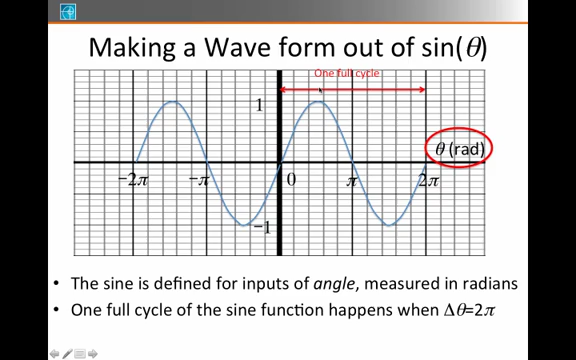 Making a Wave form out of sin(θ)
One full cycle
1
θ (rad)
−2π −π 0 π 2π
−1
• The sine is defined for inputs of angle, measured in radians
• One full cycle of the sine function happens when Δθ=2π